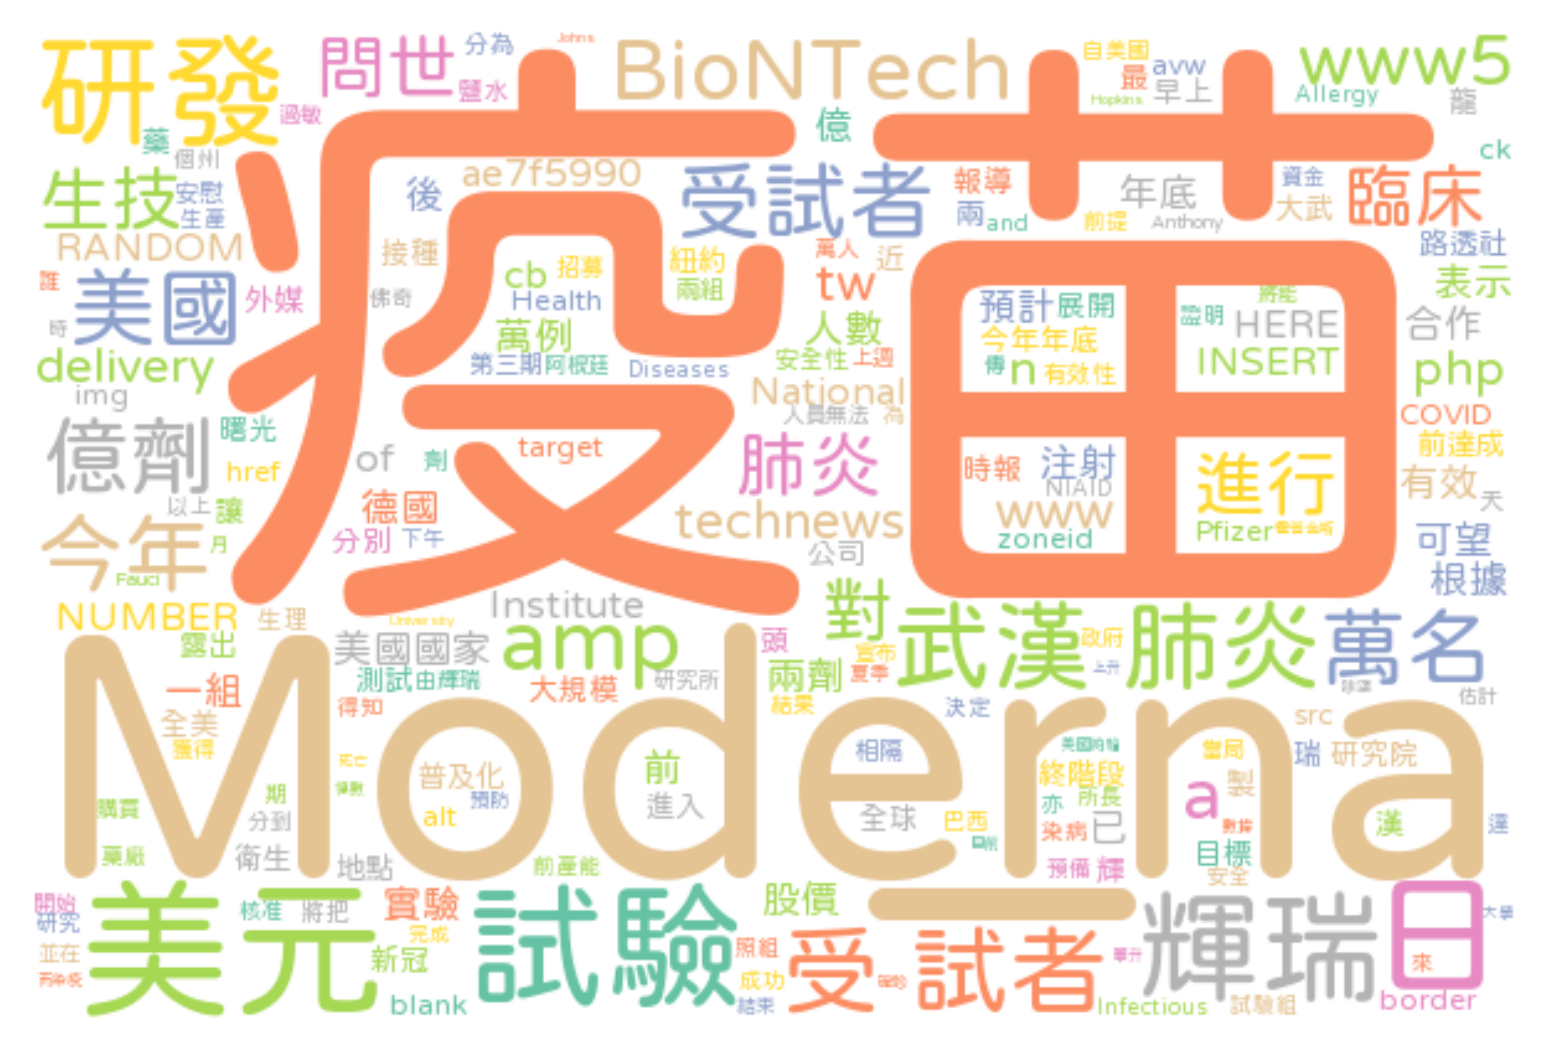 研發
問世
分為
Johns
鹽水
過敏
BioNTech
自美國
最
avw
早上
Hopkins
www5
Allergy
龍
藥
個州
ck
疫苗
億
ae7f5990
生技
安慰
生產
後
受試者
報導
兩
and
年底
前提
Anthony
資金
大武
臨床
RANDOM
接種
紐約
兩組
萬人
近
路透社
誰
美國
外媒
佛奇
cb
招募
Health
tw
表示
時
萬例
人數
預計
展開
將能
證明
HERE
合作
今年年底
delivery
第三期
阿根廷
Diseases
安全性
上週
傳
n
有效性
INSERT
php
img
National
人員無法
為
COVID
億劑
曙光
of
劑
target
肺炎
時報
注射
進行
前達成
href
NIAID
有效
以上
讓
德國
technews
www
天
今年
月
分別
下午
公司
zoneid
Pfizer
可望
Fauci
根據
NUMBER
生理
Institute
University
對
武漢
肺炎
萬名
露出
美國國家
amp
頭
宣布
政府
測試
由輝瑞
大規模
研究所
兩劑
夏季
上升
一組
估計
Moderna
全美
得知
結果
決定
src
獲得
死亡
普及化
前
相隔
美國哈輪
終階段
當局
瑞
研究院
購買
期
alt
預防
進入
全球
巴西
亦
所長
a
製
分到
染病
已
數據
漢
達
藥廠
衛生
地點
前產能
目前
預備
輝
目標
安全
開始
研究
美元
核准
將把
實驗
試驗
股價
輝瑞
日
大學
並在
完成
新冠
照組
受
試者
單升
來
成功
blank
結束
Infectious
試驗組
border